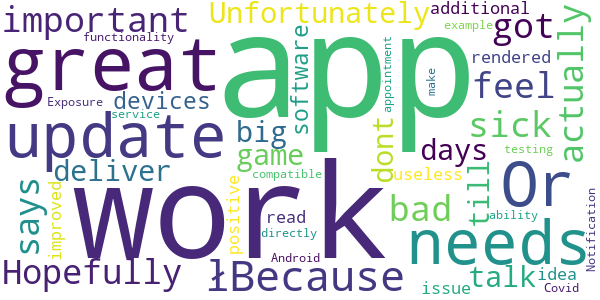 important
functionality
great
Exposure
devices
service
update
deliver
says
improved
Hopefully
work
łBecause
Unfortunately
app
software
big
game
compatible
positive
read
directly
Android
additional
example
got
rendered
feel
appointment
make
dont
sick
days
testing
useless
bad
till
Or
ability
needs
talk
idea
issue
Covid
actually
Notification